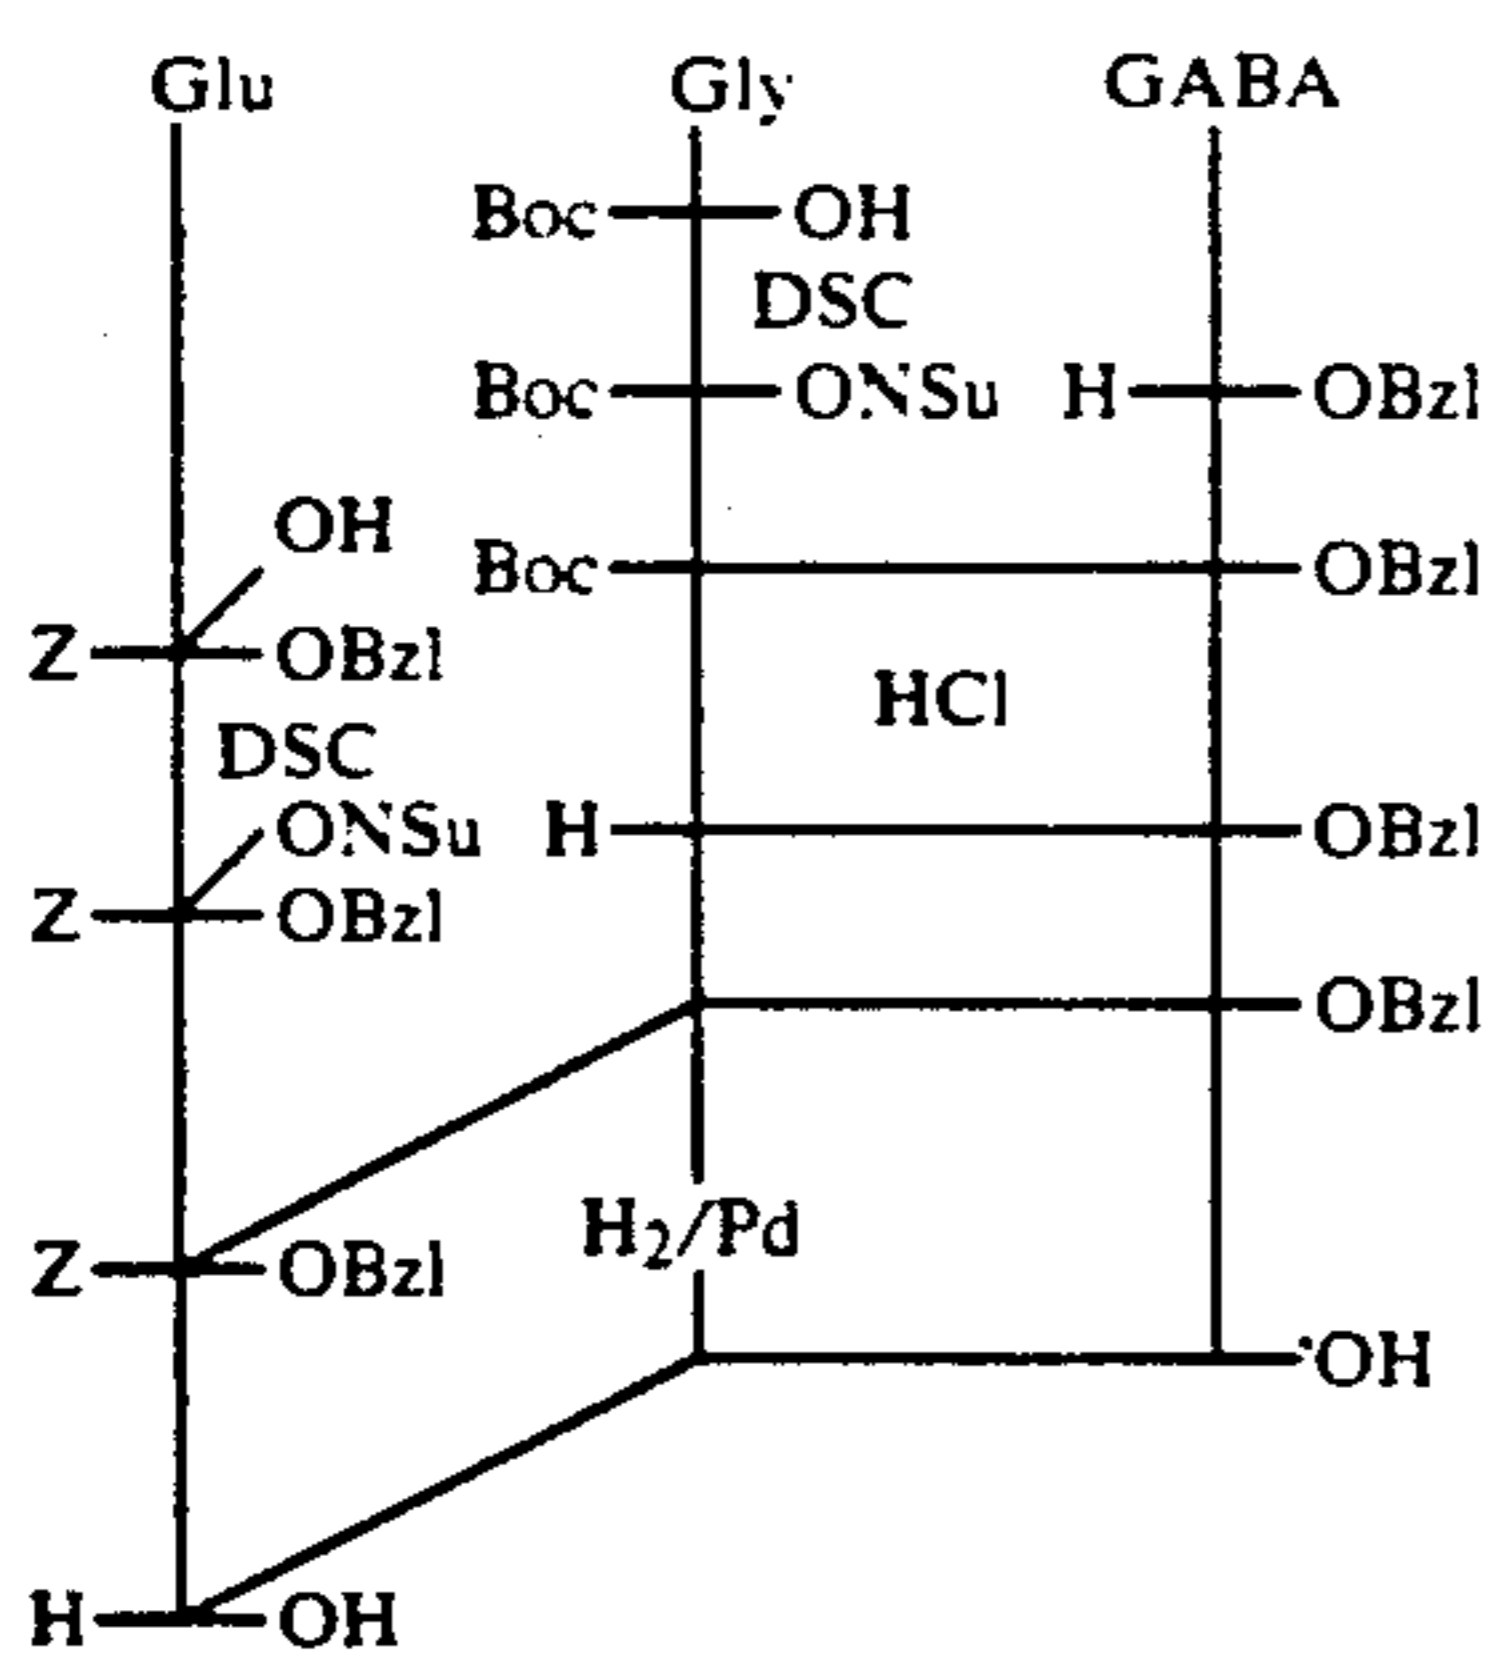 Glu Gly GABA
Boc OH
DSC
Boc ONSu H OBzl
OH
Boc OBzl
Z OBzl
HCl
DSC
ONSu H OBzl
Z OBzl
OBzl
H2/Pd
Z OBzl
OH
H OH